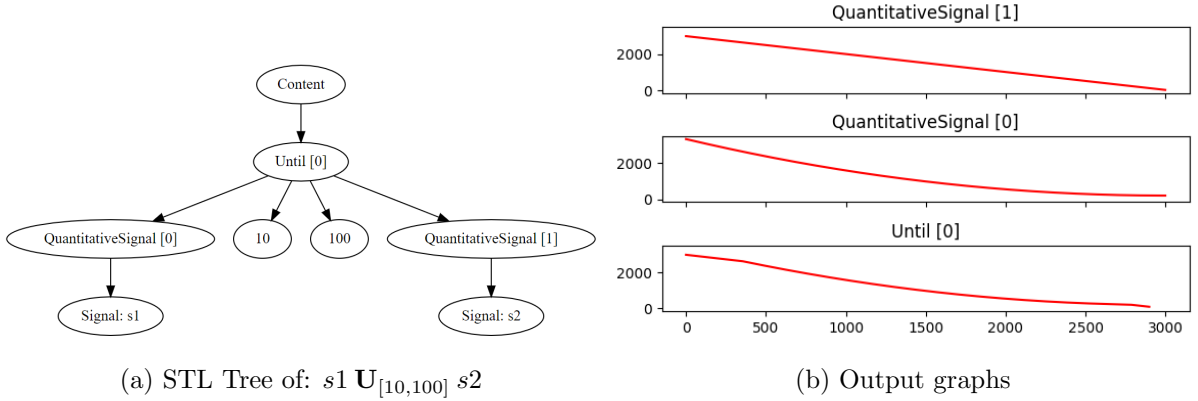 Content
Until [0]
QuantitativeSignal [0]
10
100
QuantitativeSignal [1]
Signal: s1
Signal: s2
(a) STL Tree of: s1 U[10,100] s2
QuantitativeSignal [1]
2000
0
QuantitativeSignal [0]
2000
0
Until [0]
2000
0
0 500 1000 1500 2000 2500 3000
(b) Output graphs